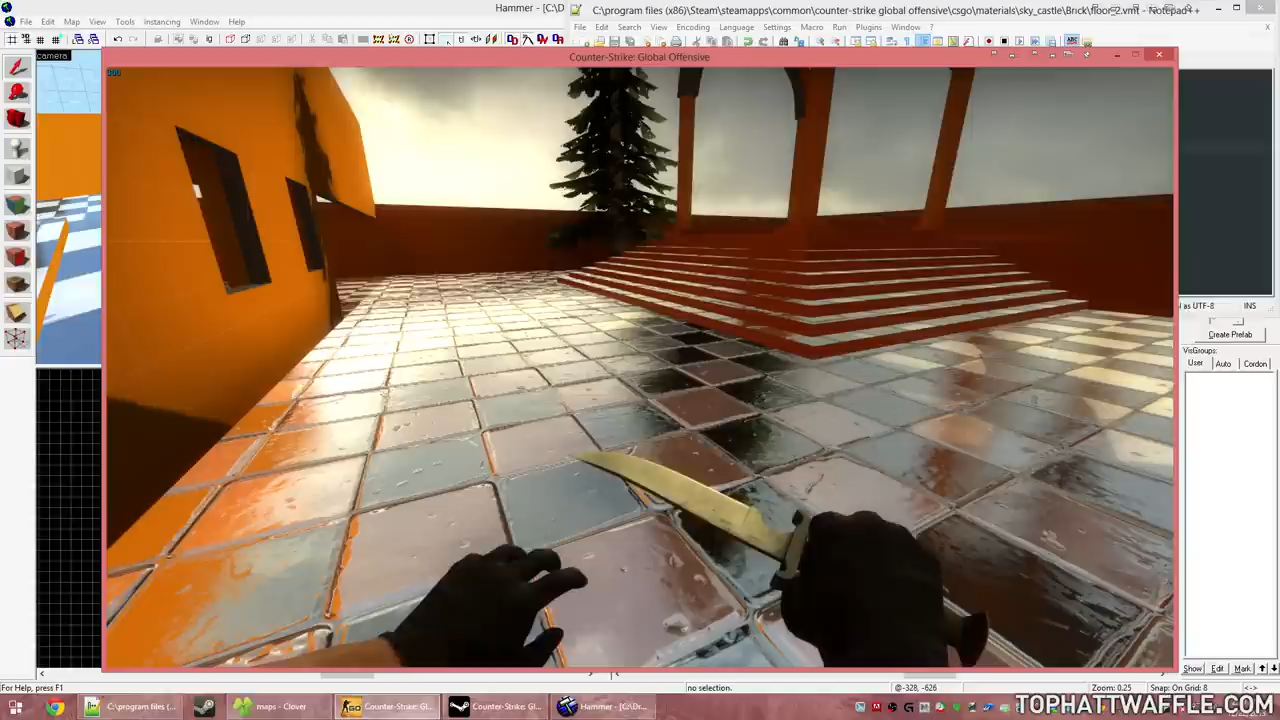 Hammer - [C:\D
C:\program files (x86)\Steam\steamapps\common\counter-strike global offensive\csgo\materials\sky_castle\Brick\floor_2.vmt - Notepad++
File Edit Map View Tools Instancing Window Help
File Edit Search View Encoding Language Settings Macro Run Plugins Window ?
camera
Counter-Strike: Global Offensive
300
as UTF-8 INS
Create Prefab
VisGroups:
User Auto Cordon
Show Edit Mark
For Help, press F1
no selection.
@-328, -626
Zoom: 0.25
Snap: On Grid: 8
<->
C:\program files (...
maps - Clover
Counter-Strike: Gl...
Counter-Strike: Gl...
Hammer - [C:\Dr...
TOPHATTWAFFLE.COM